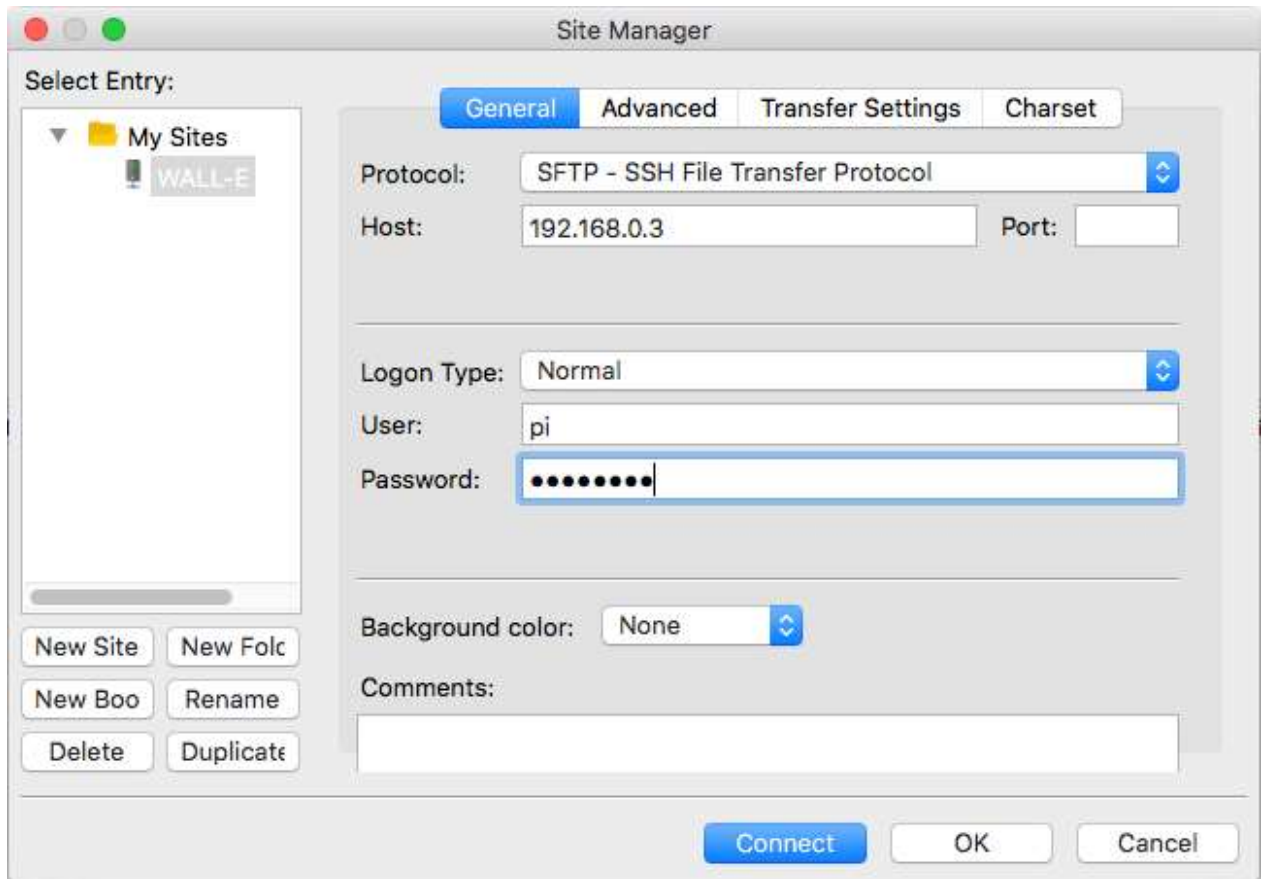 Site Manager
Select Entry:
My Sites
WALL-E
New Site
New Folc
New Boo
Rename
Delete
Duplicate
General
Advanced
Transfer Settings
Charset
Protocol:
SFTP - SSH File Transfer Protocol
Host:
192.168.0.3
Port:
Logon Type:
Normal
User:
pi
Password:
••••••••
Background color:
None
Comments:
Connect
OK
Cancel